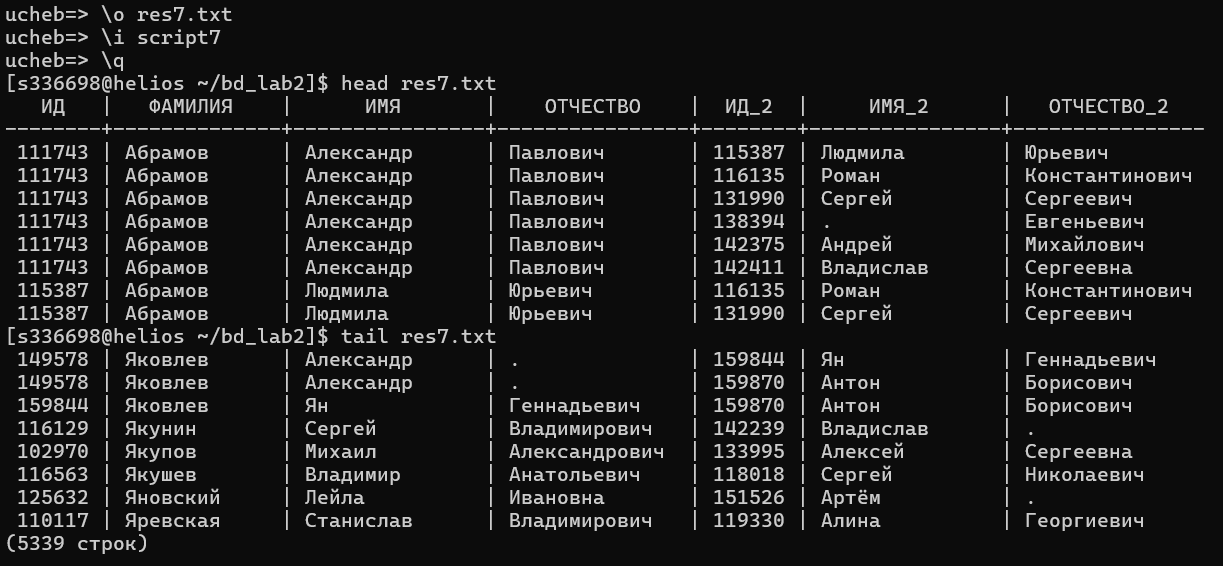 ucheb=> \o res7.txt
ucheb=> \i script7
ucheb=> \q
[s336698@helios ~/bd_lab2]$ head res7.txt
   ИД   |   ФАМИЛИЯ    |      ИМЯ       |    ОТЧЕСТВО    |  ИД_2  |     ИМЯ_2      |   ОТЧЕСТВО_2
--------+--------------+----------------+----------------+--------+----------------+----------------
 111743 | Абрамов      | Александр      | Павлович       | 115387 | Людмила        | Юрьевич
 111743 | Абрамов      | Александр      | Павлович       | 116135 | Роман          | Константинович
 111743 | Абрамов      | Александр      | Павлович       | 131990 | Сергей         | Сергеевич
 111743 | Абрамов      | Александр      | Павлович       | 138394 | .              | Евгеньевич
 111743 | Абрамов      | Александр      | Павлович       | 142375 | Андрей         | Михайлович
 111743 | Абрамов      | Александр      | Павлович       | 142411 | Владислав      | Сергеевна
 115387 | Абрамов      | Людмила        | Юрьевич        | 116135 | Роман          | Константинович
 115387 | Абрамов      | Людмила        | Юрьевич        | 131990 | Сергей         | Сергеевич
[s336698@helios ~/bd_lab2]$ tail res7.txt
 149578 | Яковлев      | Александр      | .              | 159844 | Ян             | Геннадьевич
 149578 | Яковлев      | Александр      | .              | 159870 | Антон          | Борисович
 159844 | Яковлев      | Ян             | Геннадьевич    | 159870 | Антон          | Борисович
 116129 | Якунин       | Сергей         | Владимирович   | 142239 | Владислав      | .
 102970 | Якупов       | Михаил         | Александрович  | 133995 | Алексей        | Сергеевна
 116563 | Якушев       | Владимир       | Анатольевич    | 118018 | Сергей         | Николаевич
 125632 | Яновский     | Лейла          | Ивановна       | 151526 | Артём          | .
 110117 | Яревская     | Станислав      | Владимирович   | 119330 | Алина          | Георгиевич
(5339 строк)